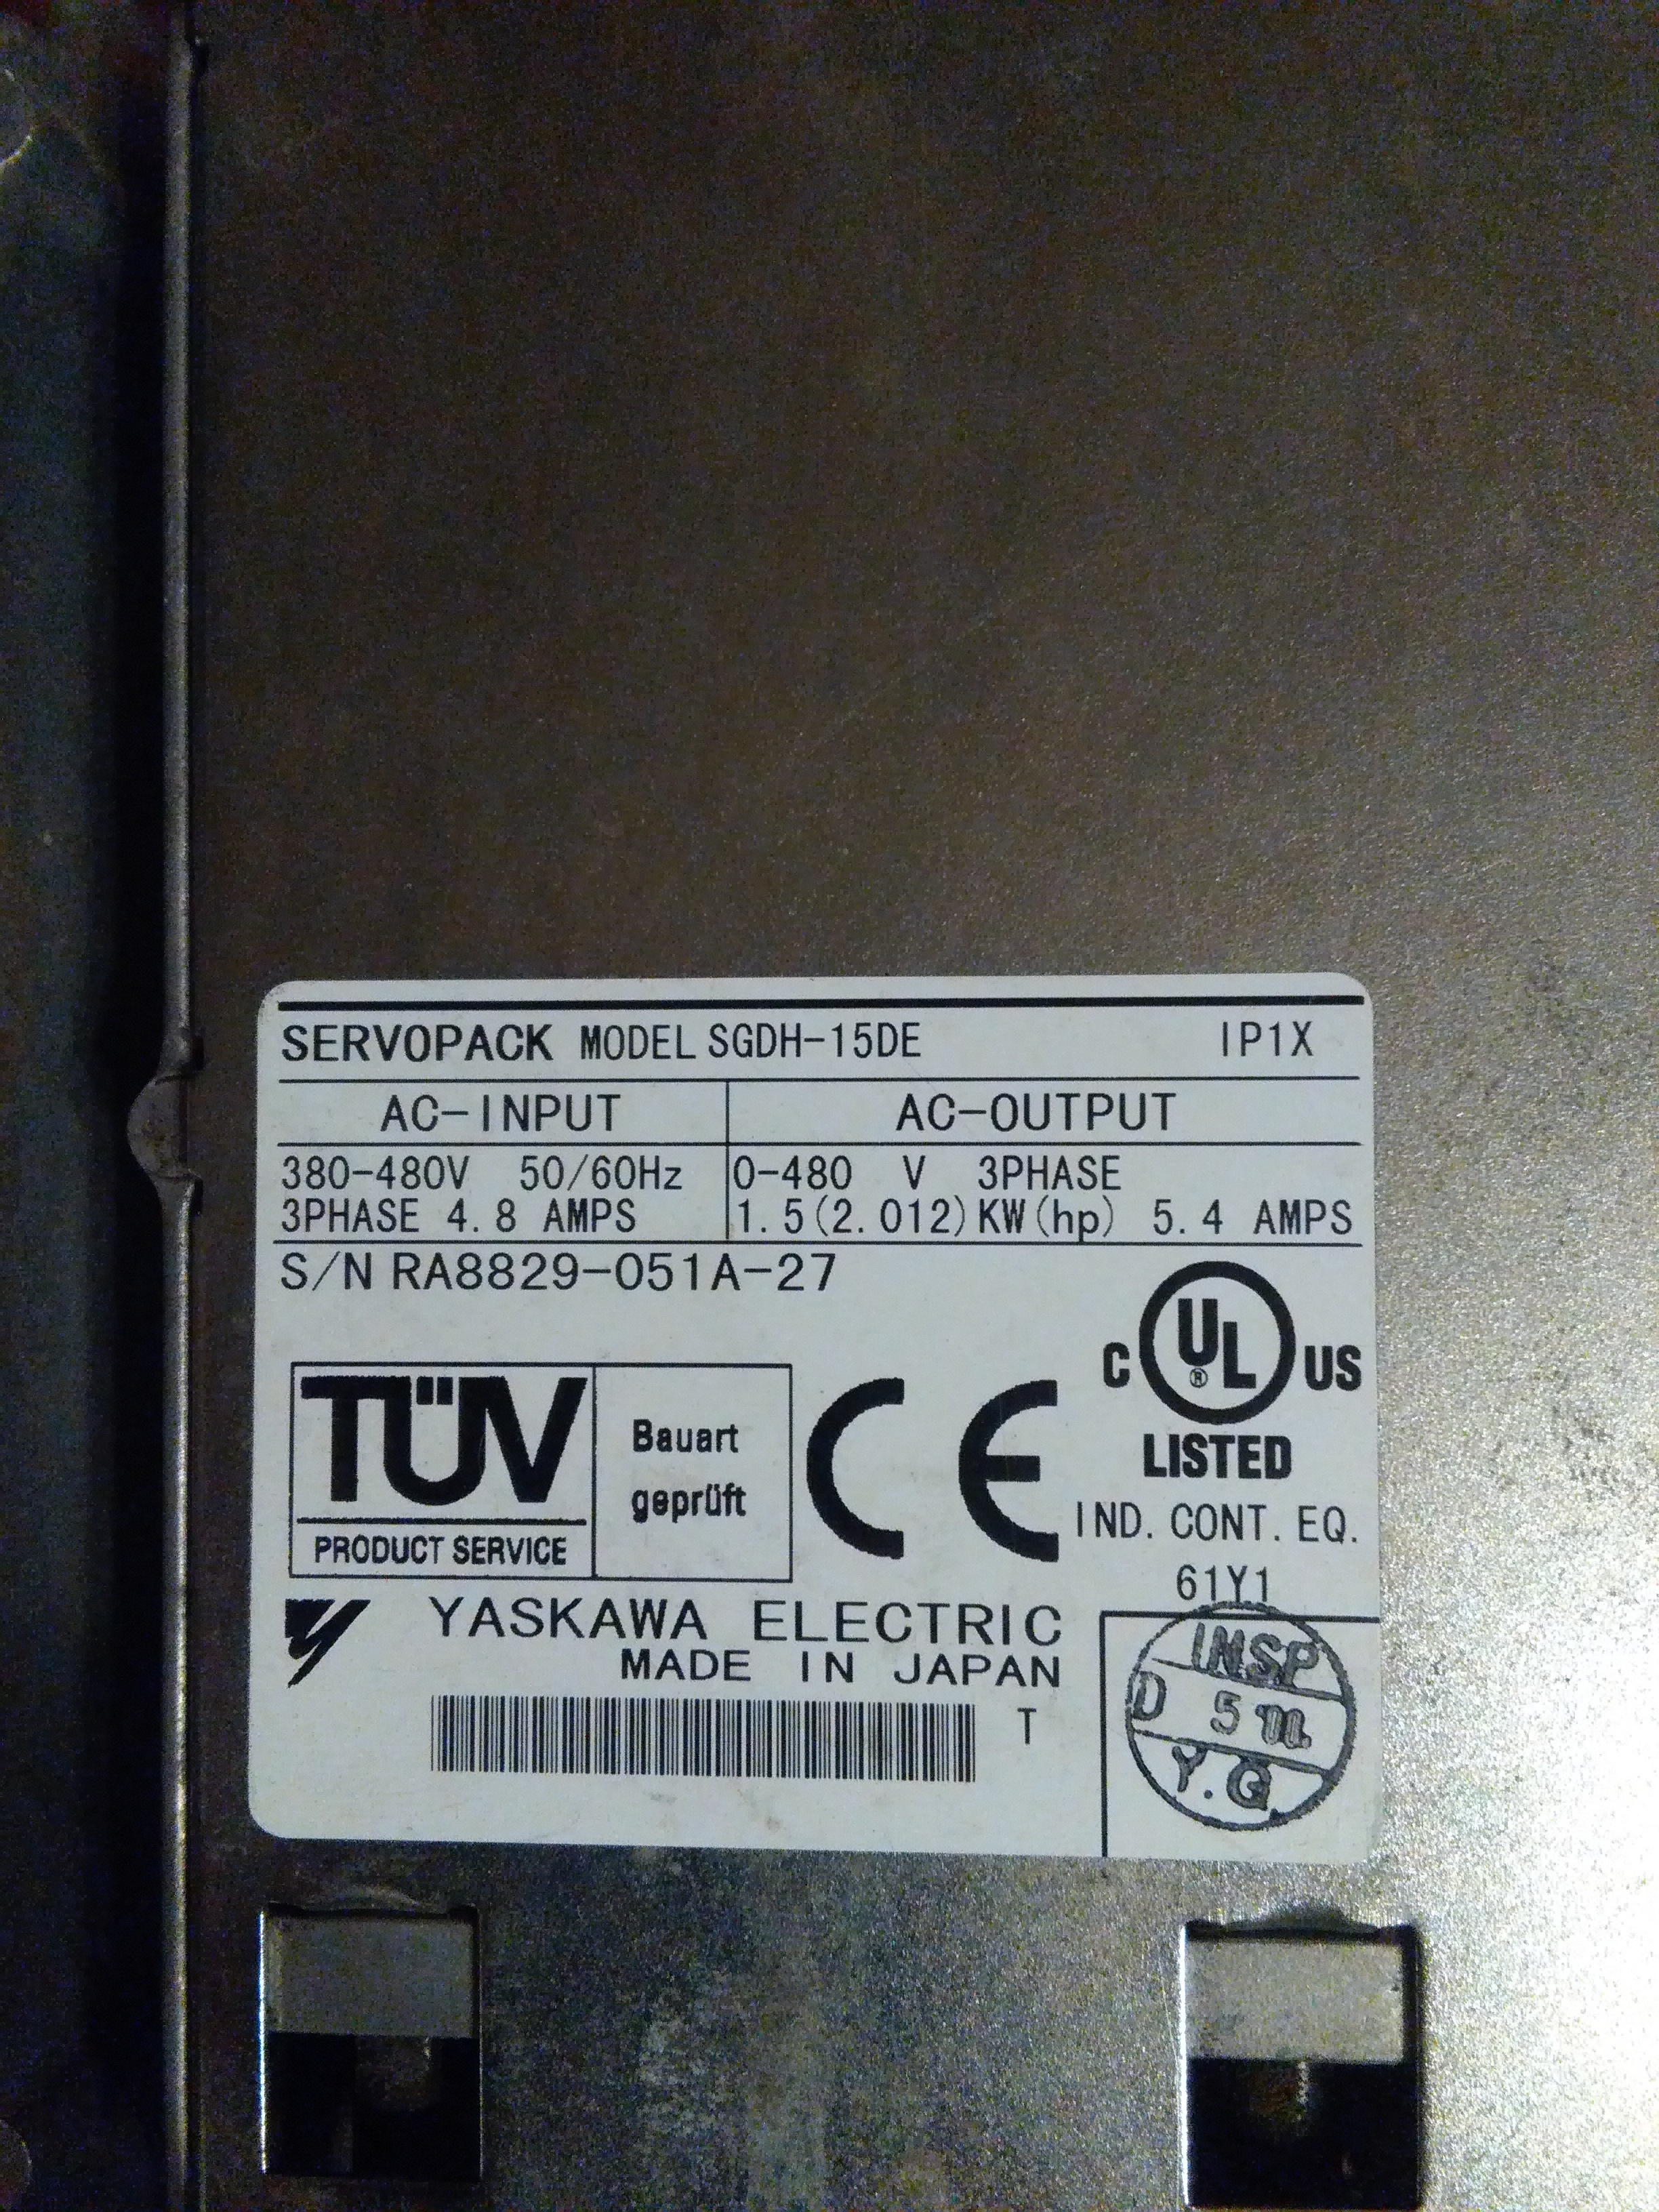 SERVOPACK MODEL SGDH-15DE IP1X
AC-INPUT AC-OUTPUT
380-480V 50/60Hz 0-480 V 3PHASE
3PHASE 4.8 AMPS 1.5(2.012)KW(hp) 5.4 AMPS
S/N RA8829-051A-27
TÜV
PRODUCT SERVICE
Bauart
geprüft
CE
C UL® US
LISTED
IND. CONT. EQ.
61Y1
YASKAWA ELECTRIC
MADE IN JAPAN
T
INSP
D 5 m
Y.G